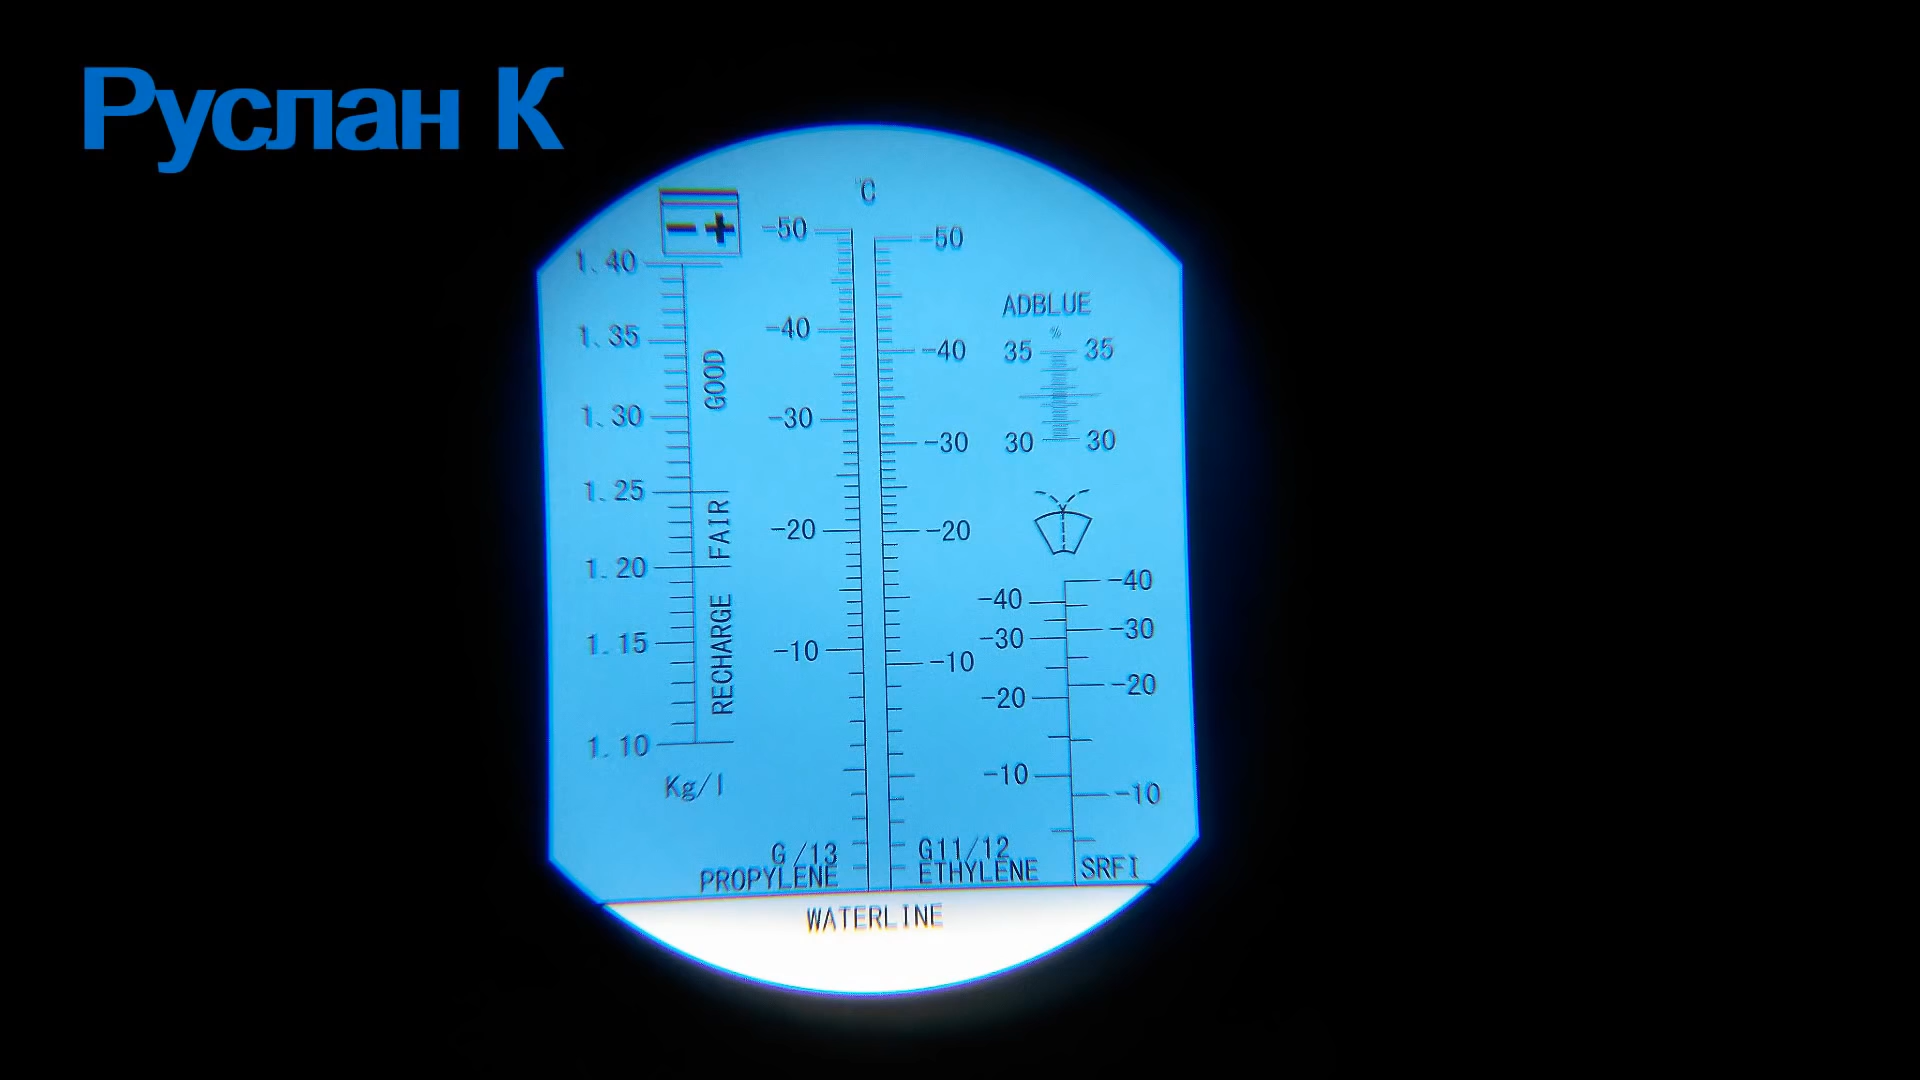 Руслан К
°C
− +
-50 -50
1.40
ADBLUE
%
1.35 -40 -40 35 35
GOOD
1.30 -30 -30 30 30
1.25
FAIR
-20 -20
1.20
-40 -40
RECHARGE
-30 -30
1.15 -10 -10
-20 -20
1.10
-10 -10
Kg/l
G /13 G11/12
PROPYLENE ETHYLENE SRFI
WATERLINE